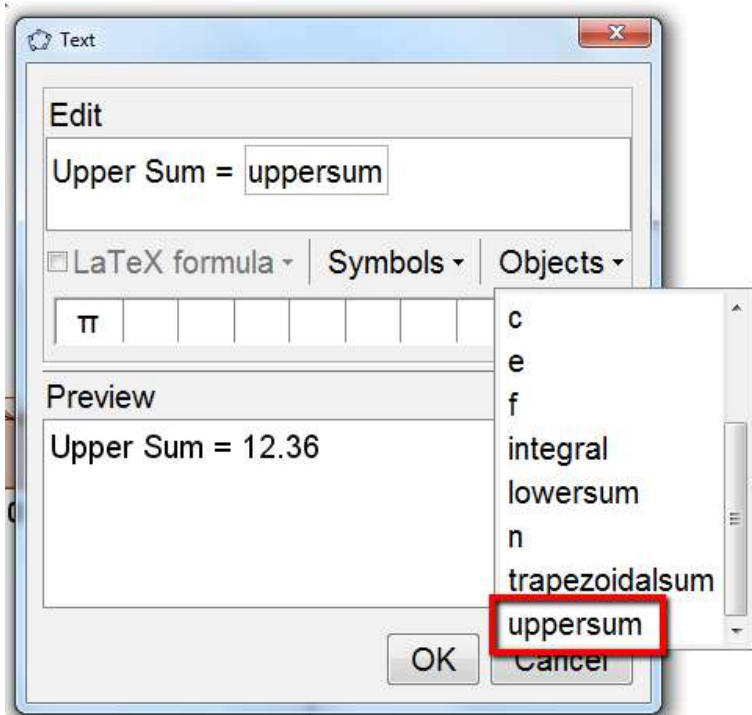 Text
Edit
Upper Sum = uppersum
LaTeX formula
Symbols
Objects
π
c
e
f
integral
lowersum
n
trapezoidalsum
uppersum
Preview
Upper Sum = 12.36
OK
Cancel